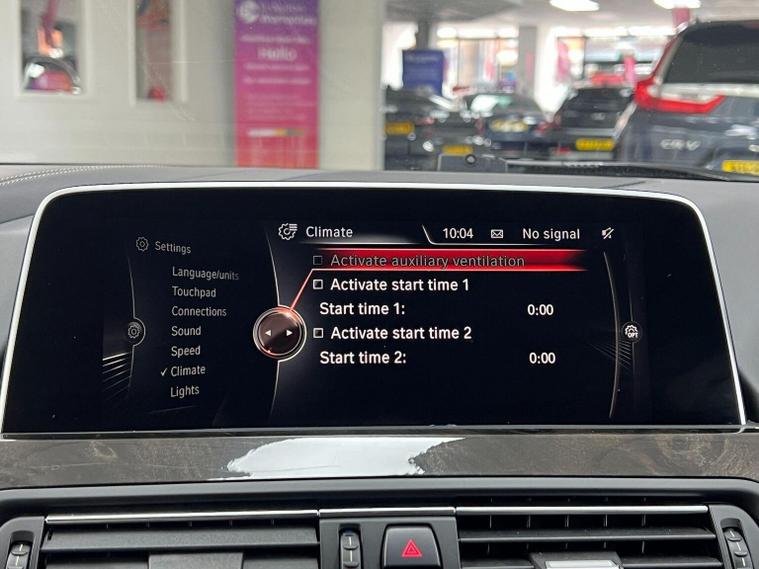 Hello
CR-V
Settings
Language/units
Touchpad
Connections
Sound
Speed
✓ Climate
Lights
Climate
10:04
No signal
Activate auxiliary ventilation
Activate start time 1
Start time 1: 0:00
Activate start time 2
Start time 2: 0:00
OPT